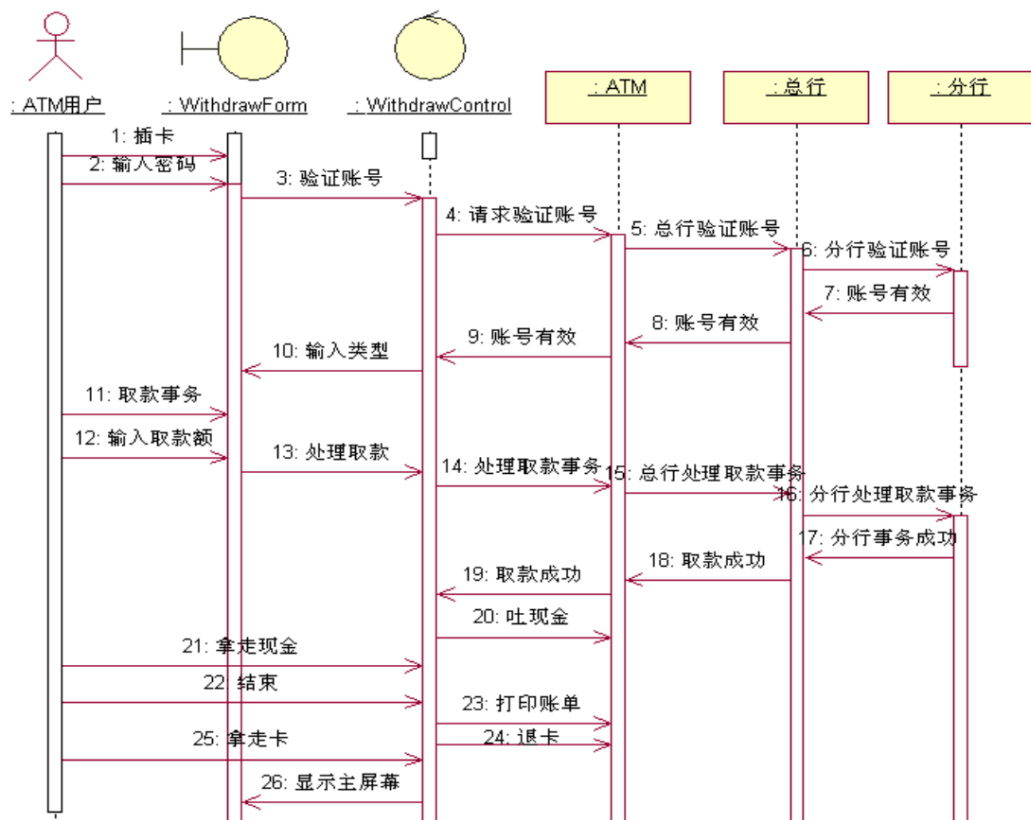 : ATM用户
: WithdrawForm
: WithdrawControl
: ATM
: 总行
: 分行
1: 插卡
2: 输入密码
3: 验证账号
4: 请求验证账号
5: 总行验证账号
6: 分行验证账号
7: 账号有效
8: 账号有效
9: 账号有效
10: 输入类型
11: 取款事务
12: 输入取款额
13: 处理取款
14: 处理取款事务
15: 总行处理取款事务
16: 分行处理取款事务
17: 分行事务成功
18: 取款成功
19: 取款成功
20: 吐现金
21: 拿走现金
22: 结束
23: 打印账单
24: 退卡
25: 拿走卡
26: 显示主屏幕